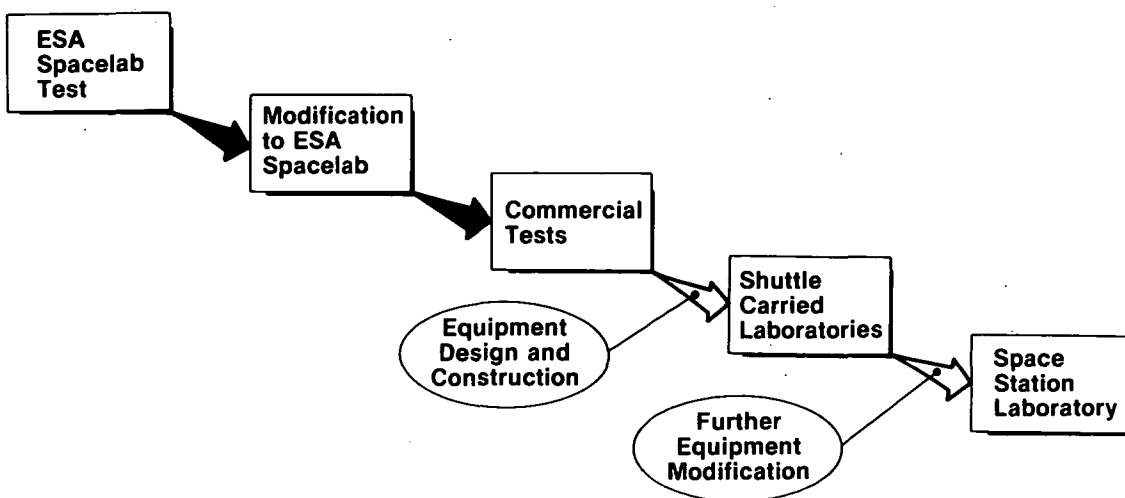 ESA
Spacelab
Test
Modification
to ESA
Spacelab
Commercial
Tests
Shuttle
Carried
Laboratories
Equipment
Design and
Construction
Space
Station
Laboratory
Further
Equipment
Modification